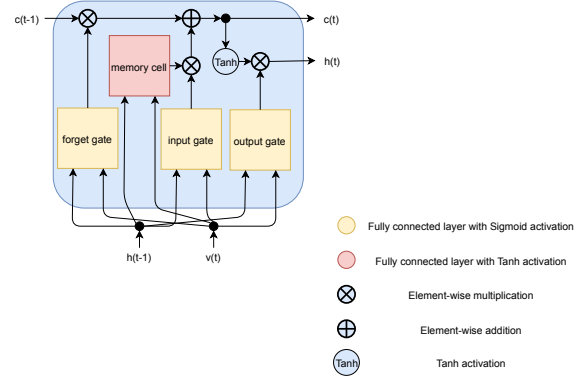 c(t-1)
c(t)
Tanh
h(t)
memory cell
forget gate
input gate
output gate
h(t-1)
v(t)
Fully connected layer with Sigmoid activation
Fully connected layer with Tanh activation
Element-wise multiplication
Element-wise addition
Tanh
Tanh activation